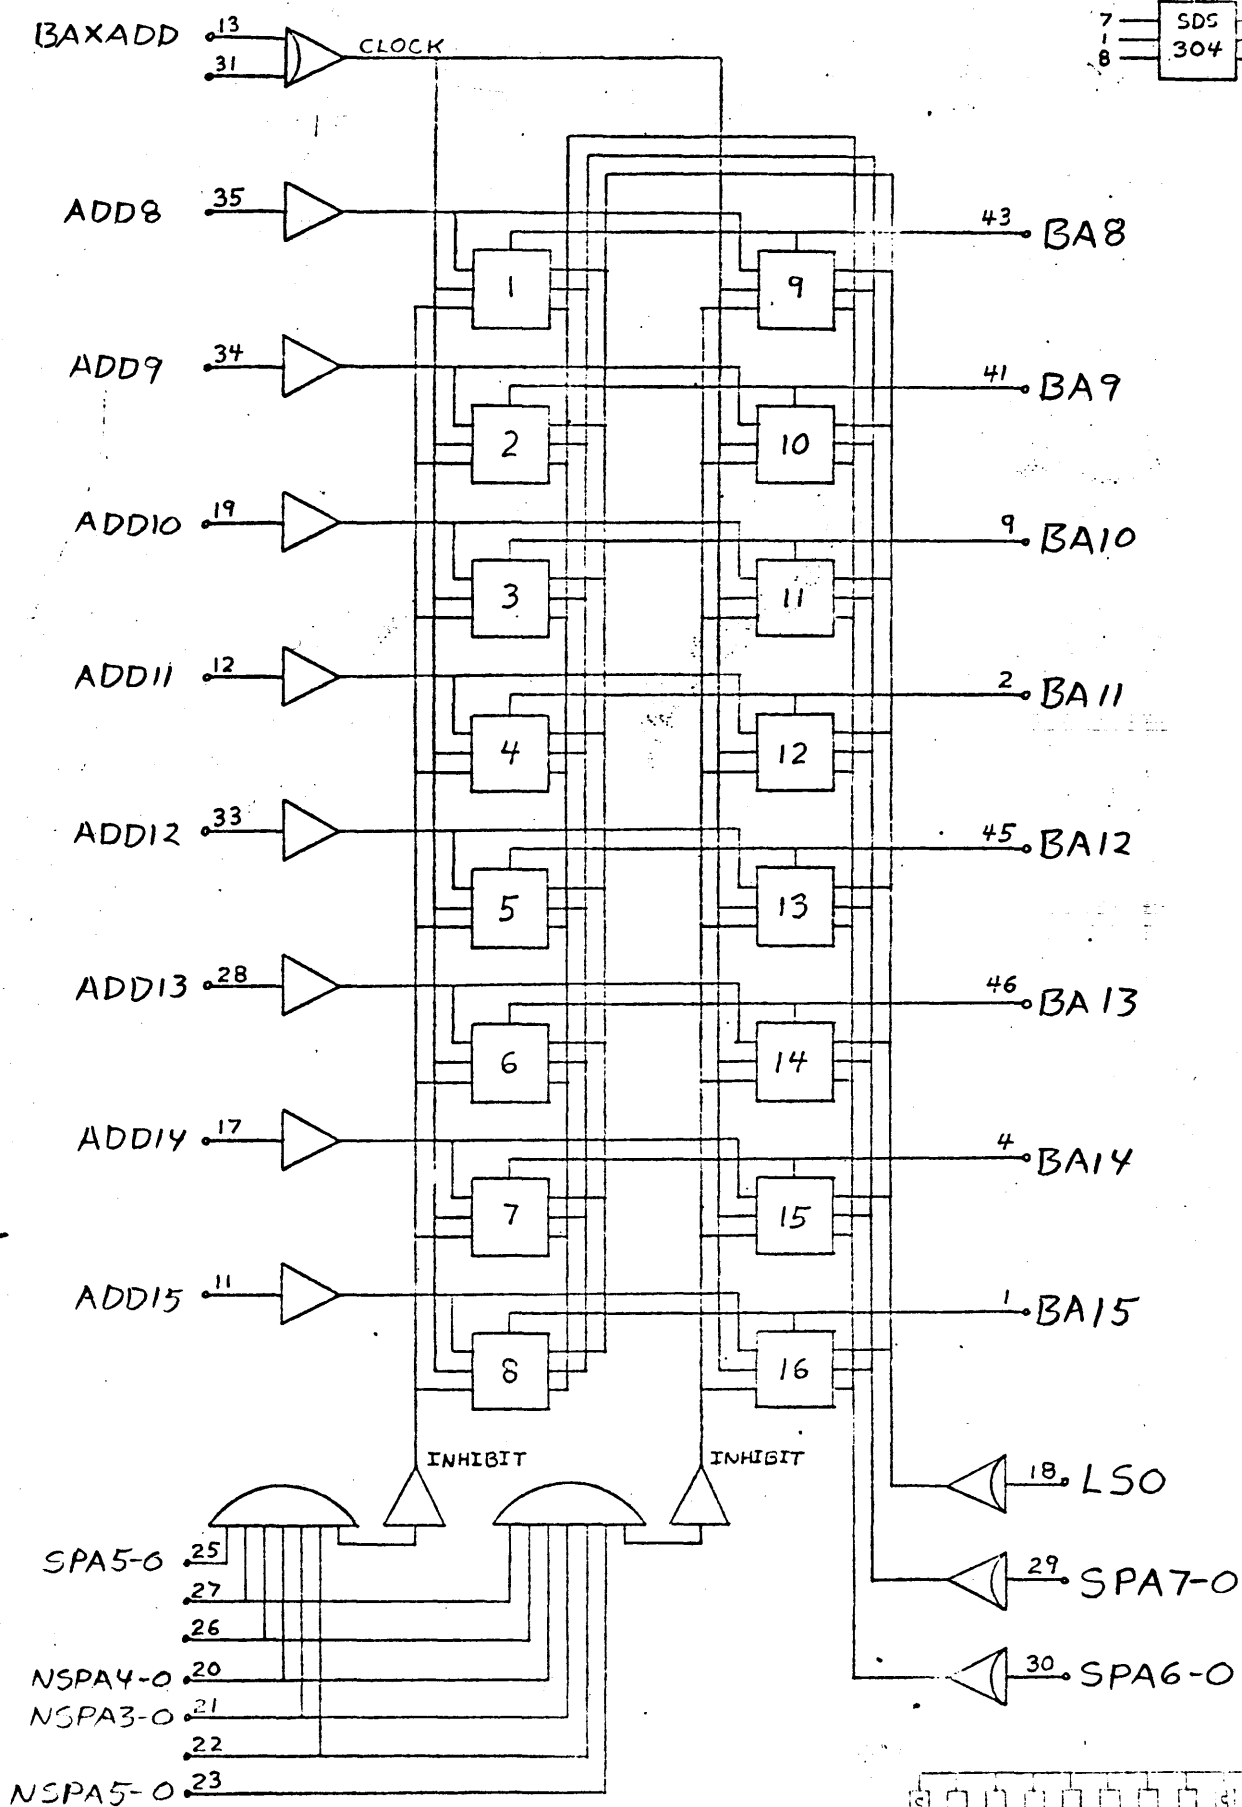 BAXADD 13
31
CLOCK
7 SDS
1
8 304
ADD8 35
43 BA8
1 9
ADD9 34
41 BA9
2 10
ADD10 19
9 BA10
3 11
ADD11 12
2 BA11
4 12
ADD12 33
45 BA12
5 13
ADD13 28
46 BA13
6 14
ADD14 17
4 BA14
7 15
ADD15 11
1 BA15
8 16
INHIBIT INHIBIT
18 LSO
SPA5-0 25
29 SPA7-0
27
26
30 SPA6-0
NSPA4-0 20
NSPA3-0 21
22
NSPA5-0 23